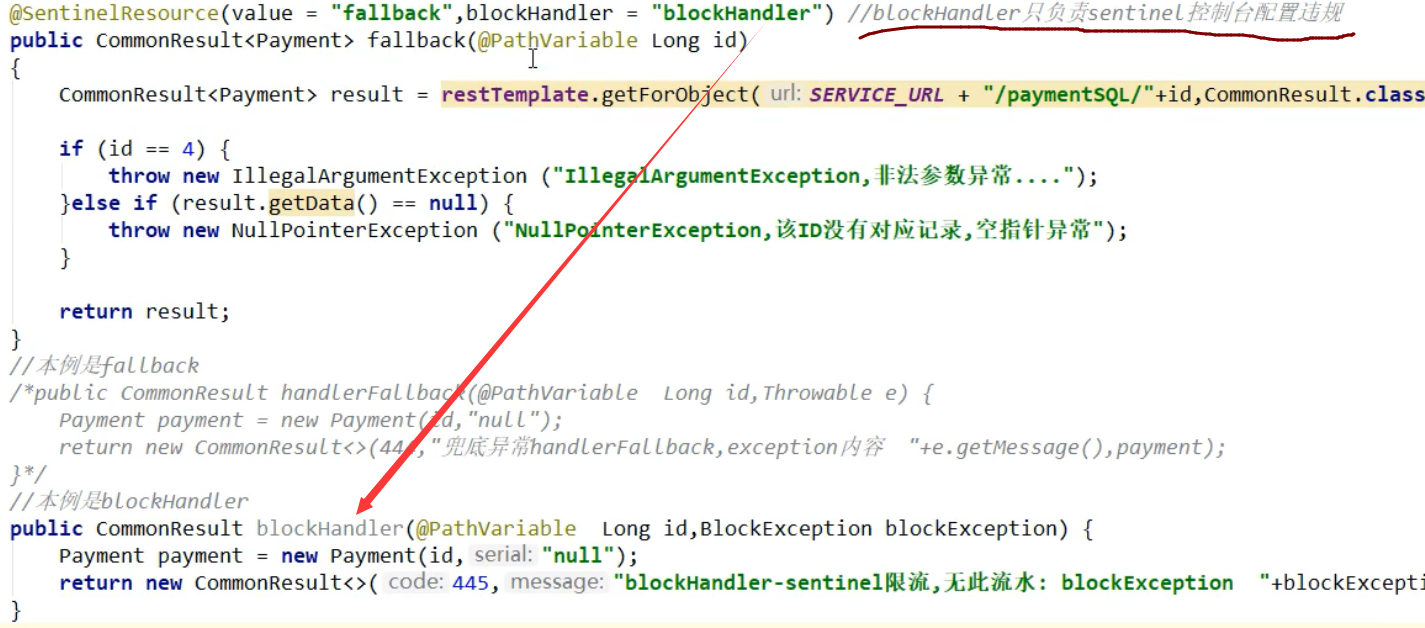 @SentinelResource(value = "fallback",blockHandler = "blockHandler") //blockHandler只负责sentinel控制台配置违规
public CommonResult<Payment> fallback(@PathVariable Long id)
{
CommonResult<Payment> result = restTemplate.getForObject( url: SERVICE_URL + "/paymentSQL/"+id,CommonResult.class
if (id == 4) {
throw new IllegalArgumentException ("IllegalArgumentException,非法参数异常....");
}else if (result.getData() == null) {
throw new NullPointerException ("NullPointerException,该ID没有对应记录,空指针异常");
}
return result;
}
//本例是fallback
/*public CommonResult handlerFallback(@PathVariable  Long id,Throwable e) {
Payment payment = new Payment(id,"null");
return new CommonResult<>(444,"兜底异常handlerFallback,exception内容  "+e.getMessage(),payment);
}*/
//本例是blockHandler
public CommonResult blockHandler(@PathVariable  Long id,BlockException blockException) {
Payment payment = new Payment(id, serial: "null");
return new CommonResult<>( code: 445, message: "blockHandler-sentinel限流,无此流水: blockException  "+blockExcepti
}